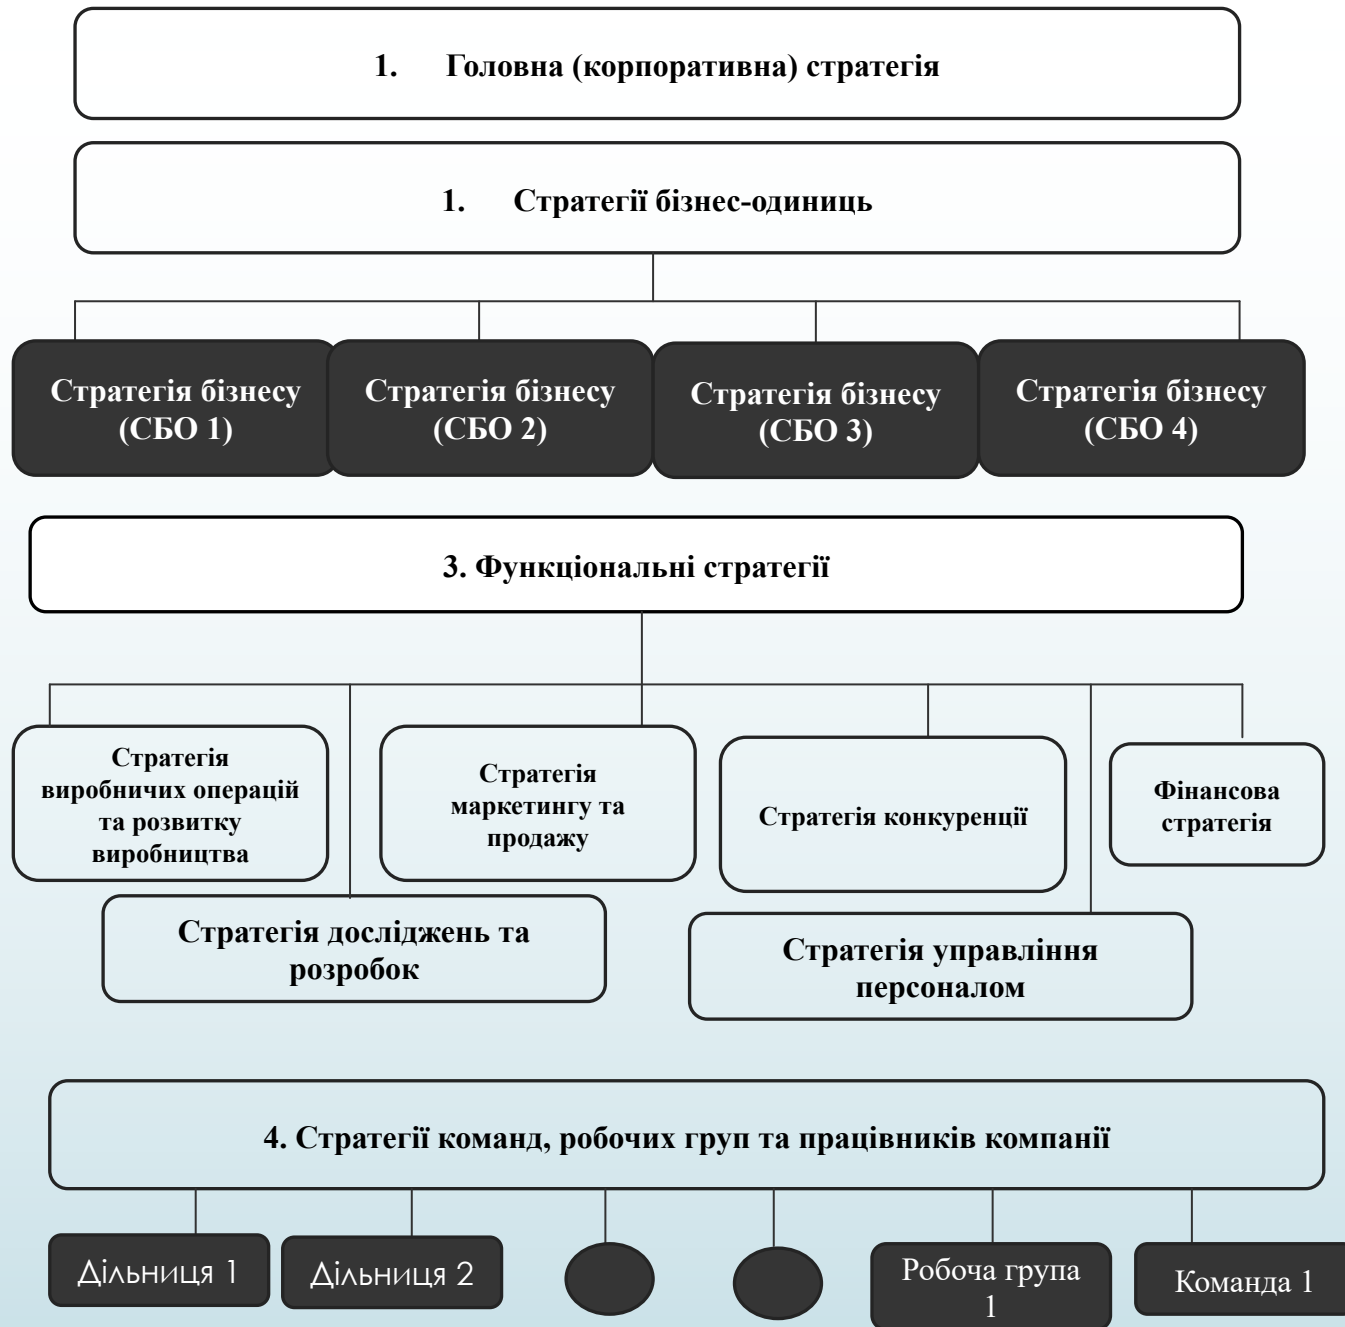 1. Головна (корпоративна) стратегія
1. Стратегії бізнес-одиниць
Стратегія бізнесу
(СБО 1)
Стратегія бізнесу
(СБО 2)
Стратегія бізнесу
(СБО 3)
Стратегія бізнесу
(СБО 4)
3. Функціональні стратегії
Стратегія
виробничих операцій
та розвитку
виробництва
Стратегія
маркетингу та
продажу
Стратегія конкуренції
Фінансова
стратегія
Стратегія досліджень та
розробок
Стратегія управління
персоналом
4. Стратегії команд, робочих груп та працівників компанії
Дільниця 1
Дільниця 2
Робоча група
1
Команда 1